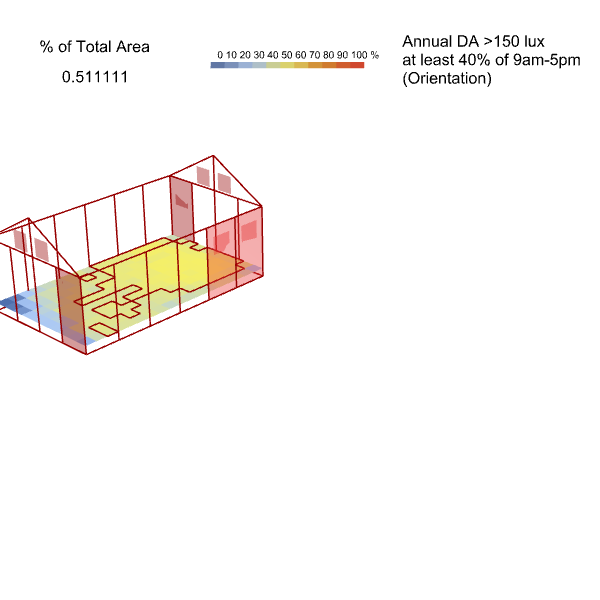 % of Total Area
0.511111
0 10 20 30 40 50 60 70 80 90 100 %
Annual DA >150 lux
at least 40% of 9am-5pm
(Orientation)